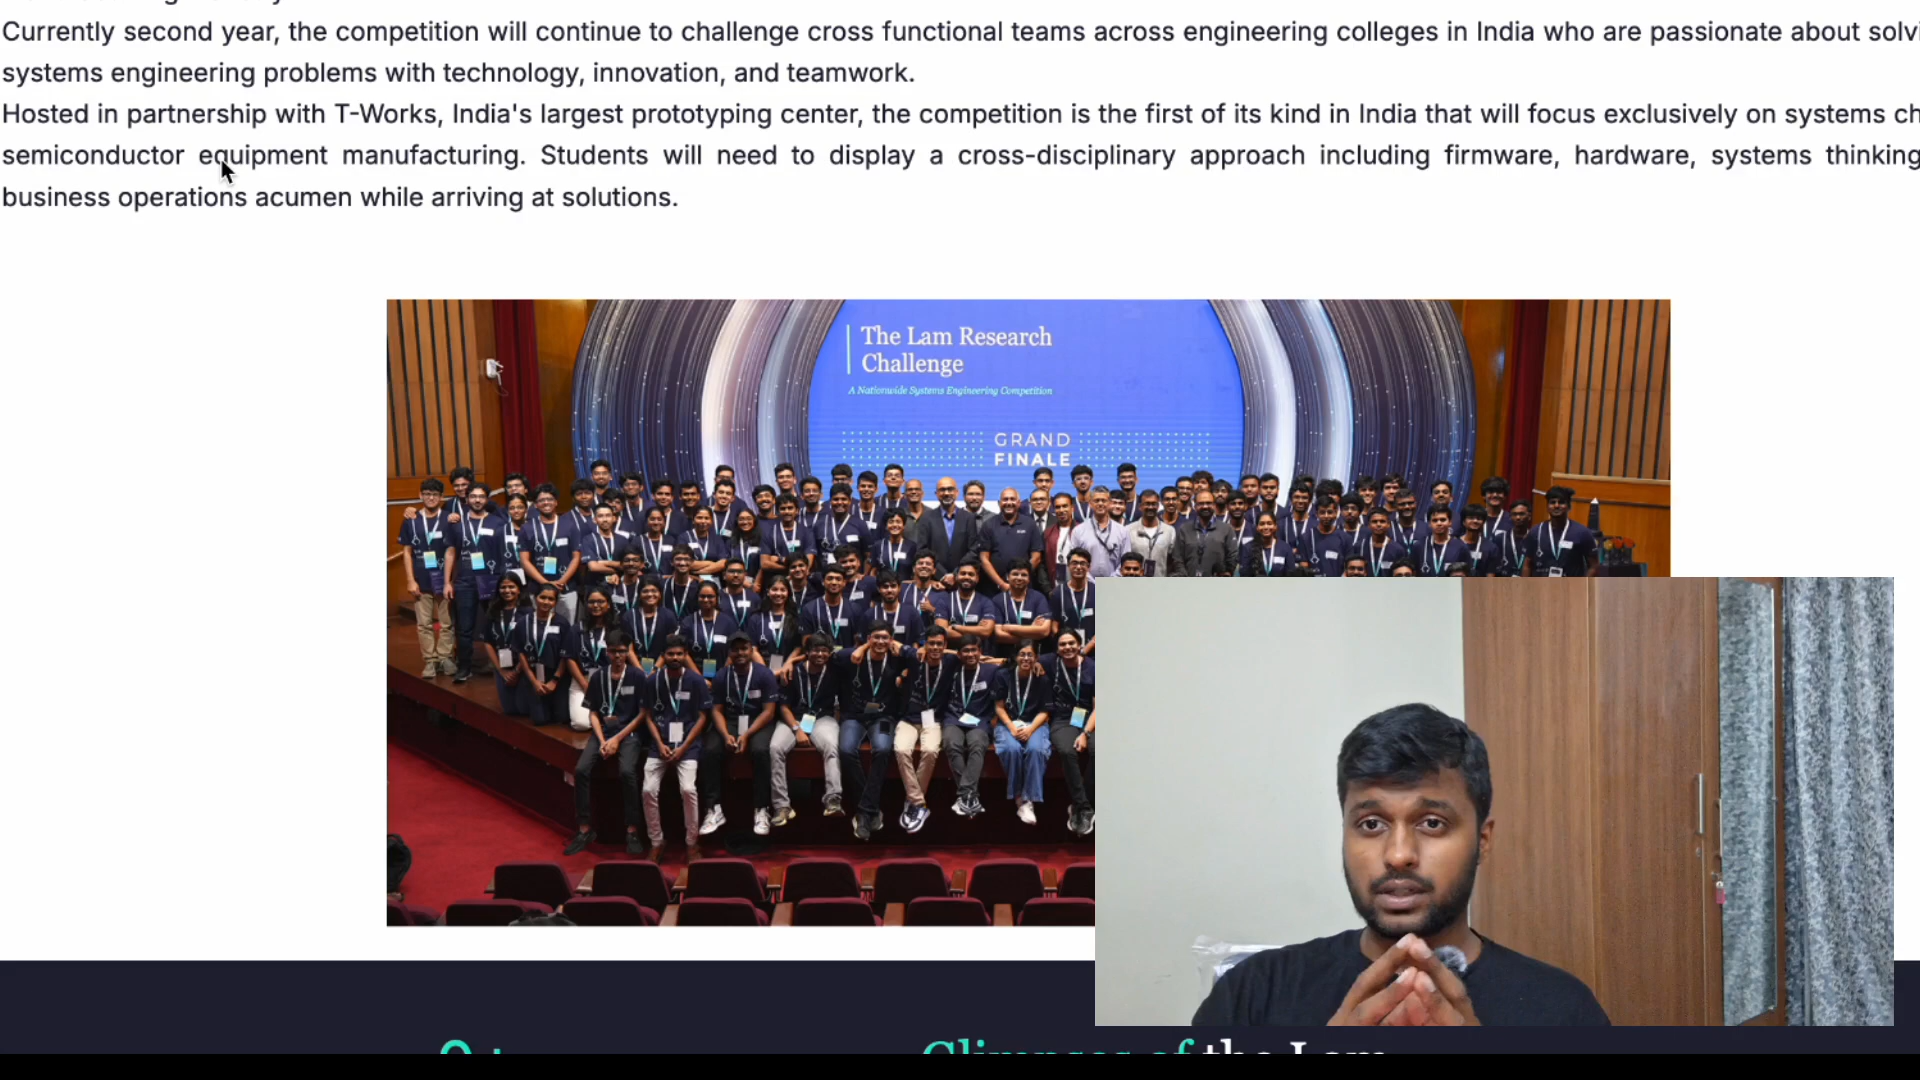 Currently second year, the competition will continue to challenge cross functional teams across engineering colleges in India who are passionate about
systems engineering problems with technology, innovation, and teamwork.
Hosted in partnership with T-Works, India's largest prototyping center, the competition is the first of its kind in India that will focus exclusively on systems
semiconductor equipment manufacturing. Students will need to display a cross-disciplinary approach including firmware, hardware, systems thinking
business operations acumen while arriving at solutions.
The Lam Research
Challenge
A Nationwide Systems Engineering Competition
GRAND
FINALE
Glimpses of the Lam